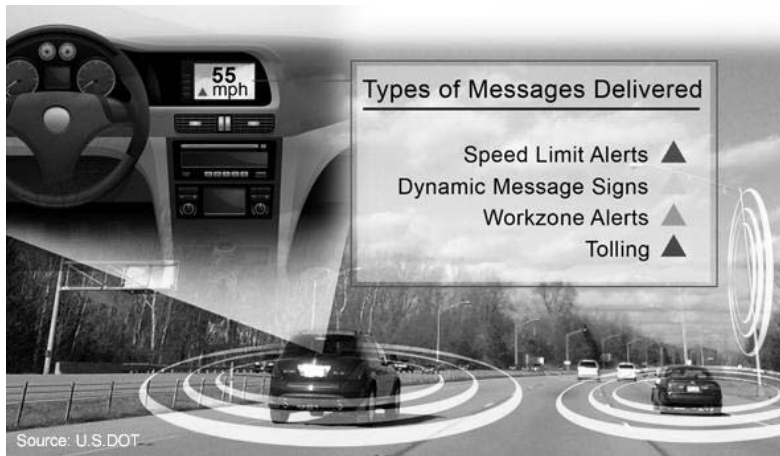 55
mph
Types of Messages Delivered
Speed Limit Alerts
Dynamic Message Signs
Workzone Alerts
Tolling
Source: U.S.DOT